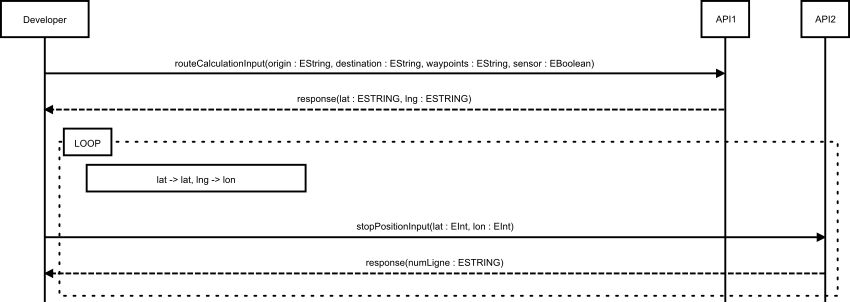 Developer
API1
API2
routeCalculationInput(origin : EString, destination : EString, waypoints : EString, sensor : EBoolean)
response(lat : ESTRING, lng : ESTRING)
LOOP
lat -> lat, lng -> lon
stopPositionInput(lat : EInt, lon : EInt)
response(numLigne : ESTRING)